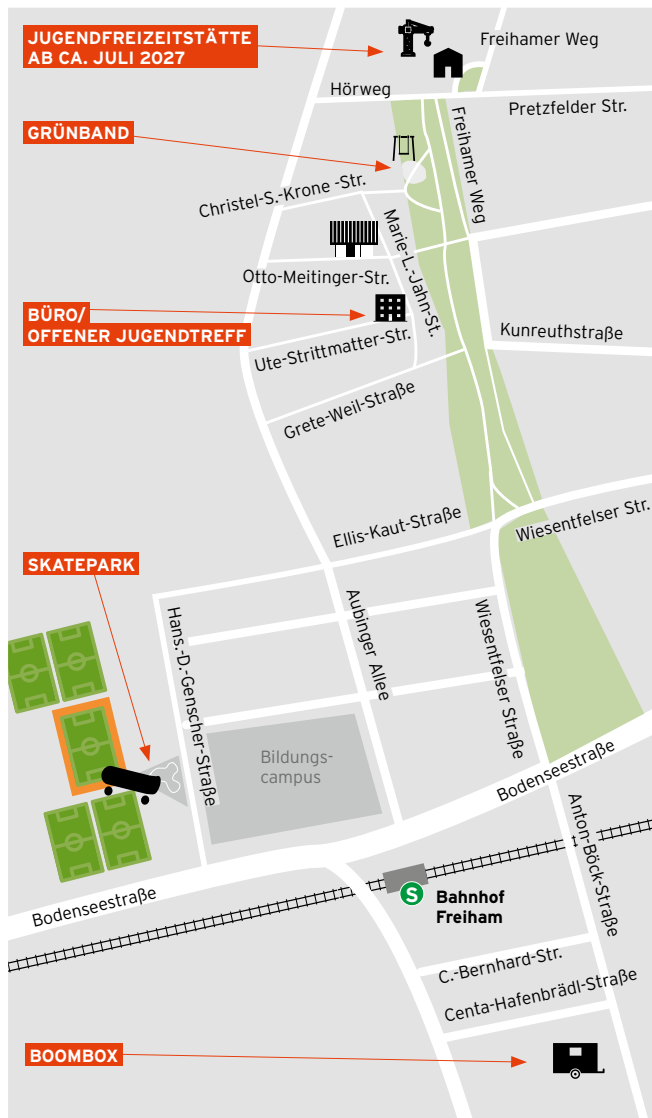 JUGENDFREIZEITSTÄTTE
AB CA. JULI 2027
Freihamer Weg
Hörweg
Pretzfelder Str.
GRÜNBAND
Freihamer Weg
Christel-S.-Krone -Str.
Marie-L.-Jahn-St.
Otto-Meitinger-Str.
BÜRO/
OFFENER JUGENDTREFF
Ute-Strittmatter-Str.
Kunreuthstraße
Grete-Weil-Straße
Ellis-Kaut-Straße
Wiesentfelser Str.
SKATEPARK
Hans.-D.-Genscher-Straße
Aubinger Allee
Wiesentfelser Straße
Bildungs-
campus
Bodenseestraße
Anton-Böck-Straße
Bodenseestraße
S
Bahnhof
Freiham
C.-Bernhard-Str.
Centa-Hafenbrädl-Straße
BOOMBOX